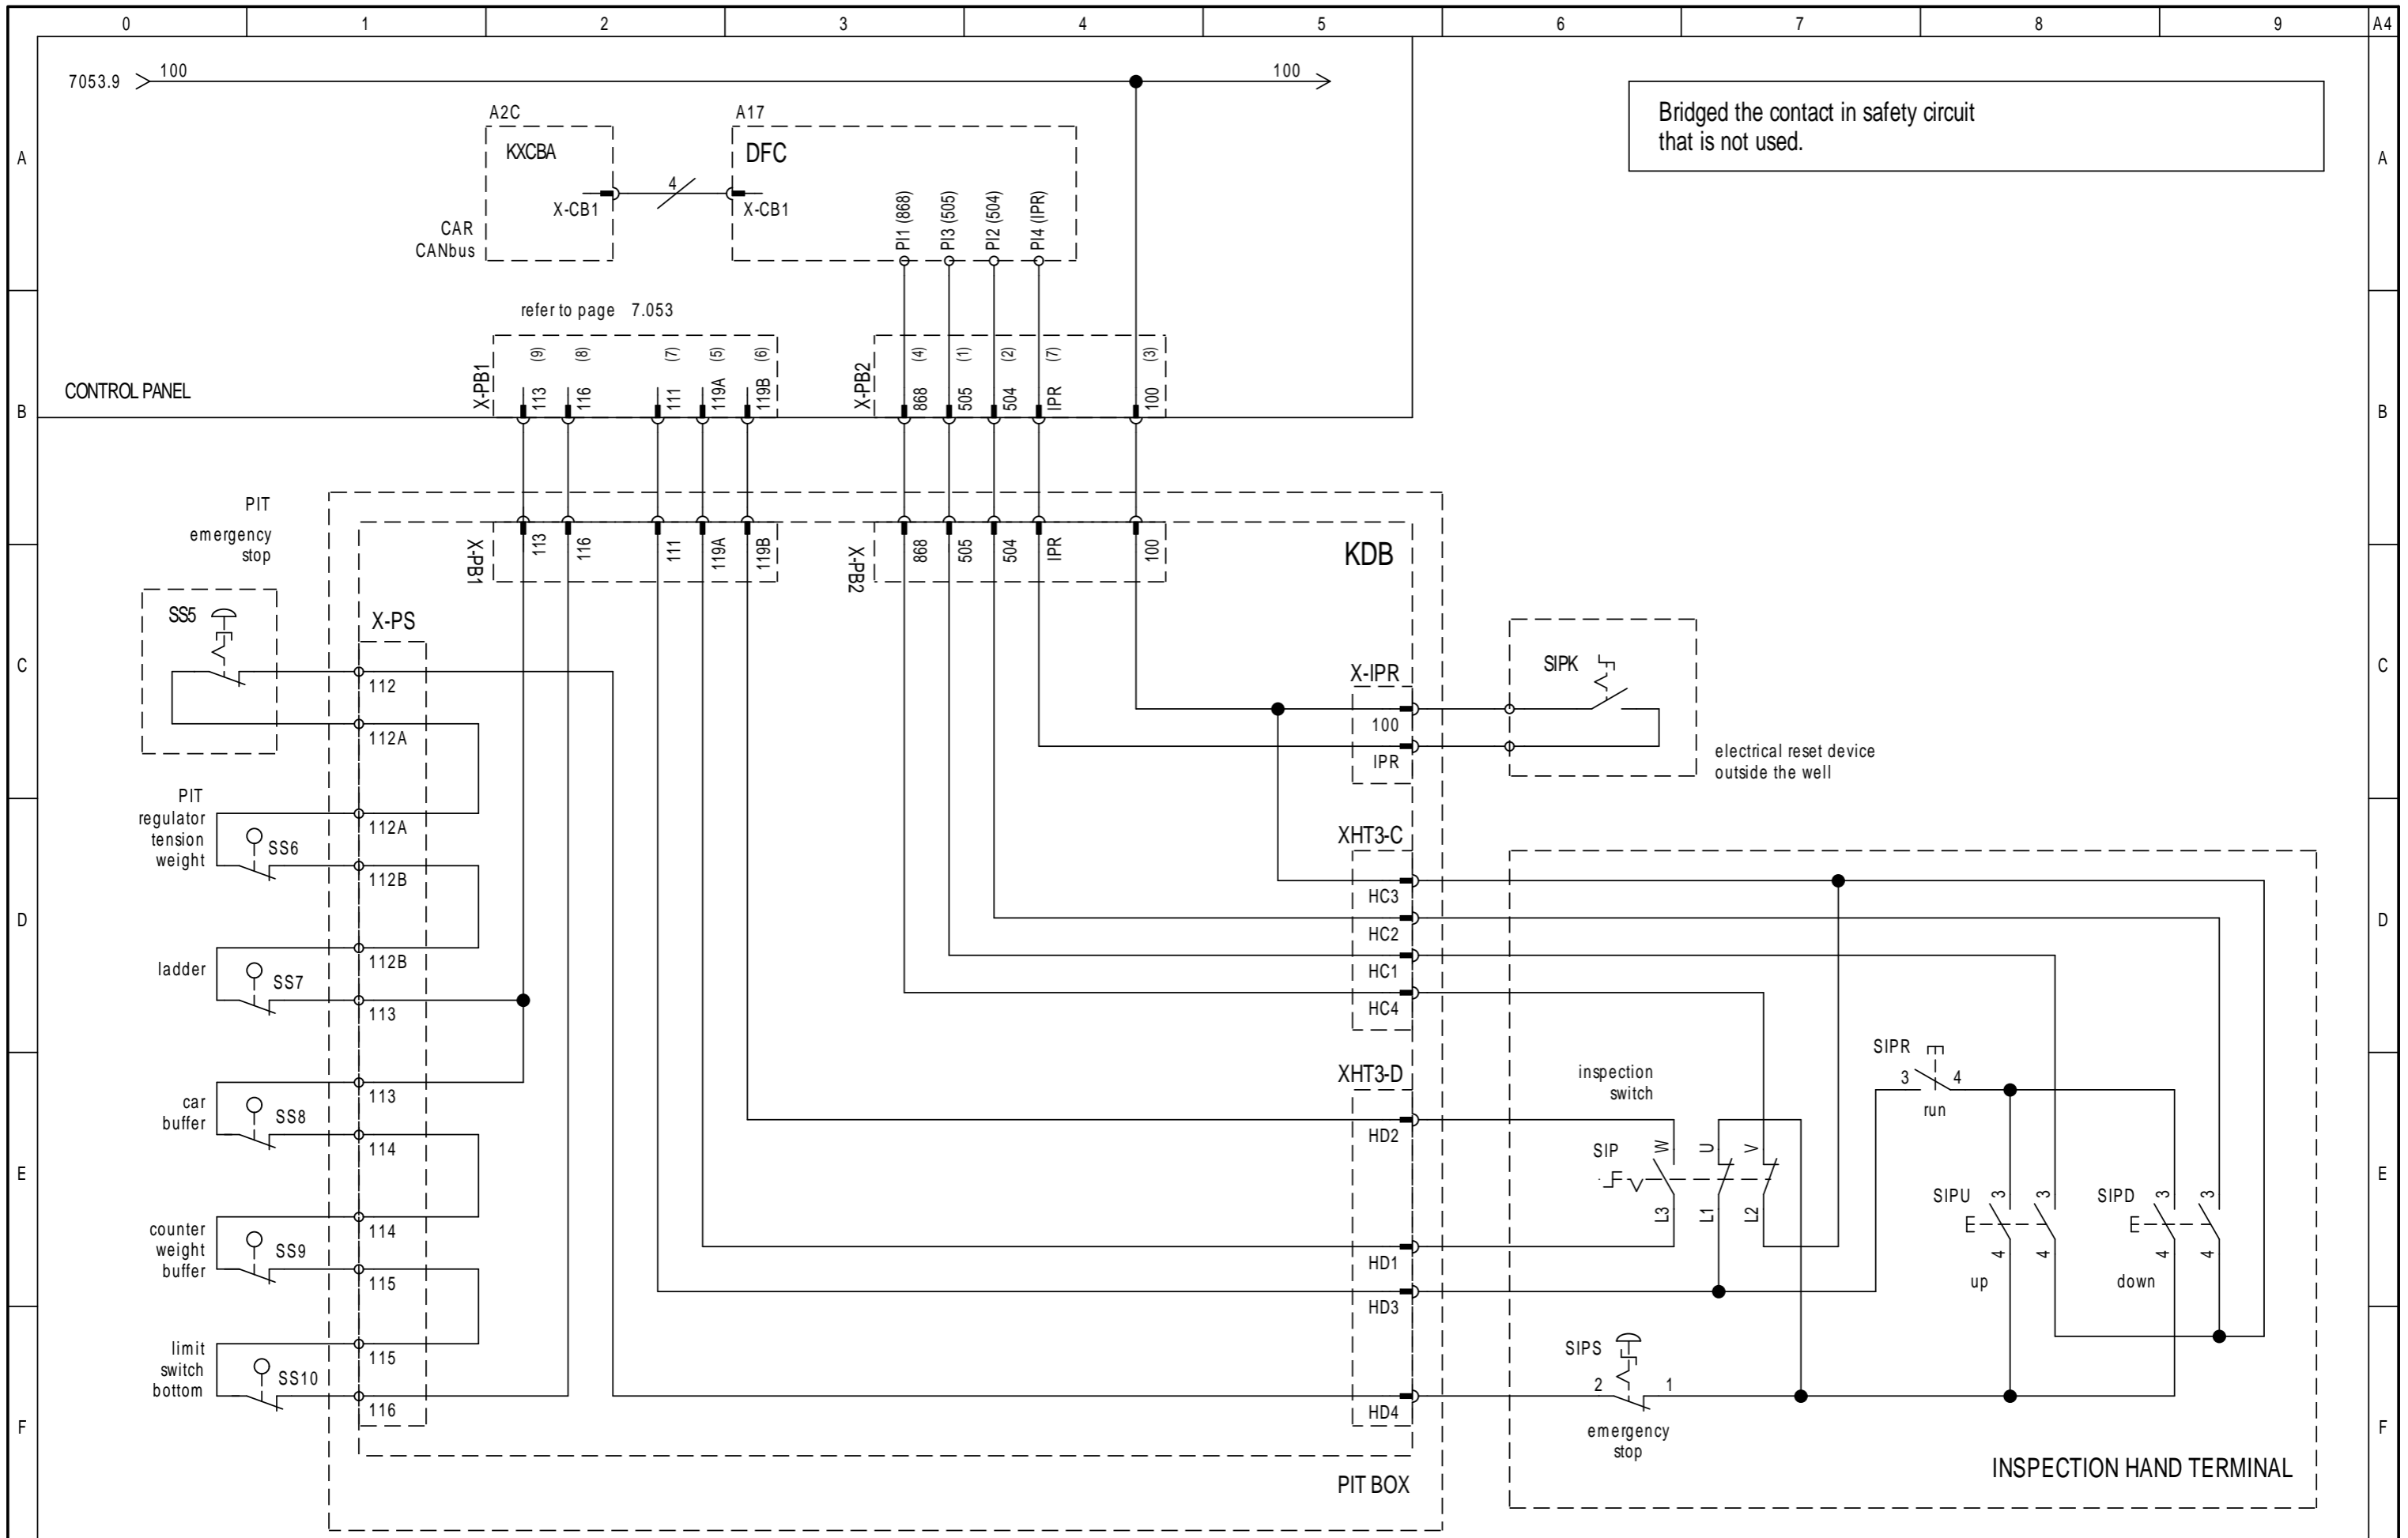 0 1 2 3 4 5 6 7 8 9 A4
7053.9 100 100
Bridged the contact in safety circuit
that is not used.
A2C A17
KXCBA DFC
A A
4
X-CB1 X-CB1
CAR
CANbus
PI1 (868) PI3 (505) PI2 (504) PI4 (IPR)
refer to page 7.053
X-PB1 (9) (8) (7) (5) (6) X-PB2 (4) (1) (2) (7) (3)
113 116 111 119A 119B 868 505 504 IPR 100
CONTROL PANEL
B B
PIT
emergency
stop
X-PB1 113 116 111 119A 119B X-PB2 868 505 504 IPR 100
KDB
SS5
X-PS
C C
112
112A
X-IPR
100
IPR
SIPK
electrical reset device
outside the well
PIT
regulator
tension
weight
SS6
112A
112B
XHT3-C
HC3
HC2
HC1
HC4
D D
ladder
SS7
112B
113
SIPR
3 4
run
car
buffer
SS8
113
114
XHT3-D
HD2
inspection
switch
SIP W U V
L3 L1 L2
E E
SIPU 3 3 SIPD 3 3
E E
4 4 4 4
up down
counter
weight
buffer
SS9
114
115
HD1
HD3
limit
switch
bottom
SS10
115
116
SIPS
2 1
HD4
emergency
stop
F F
INSPECTION HAND TERMINAL
PIT BOX